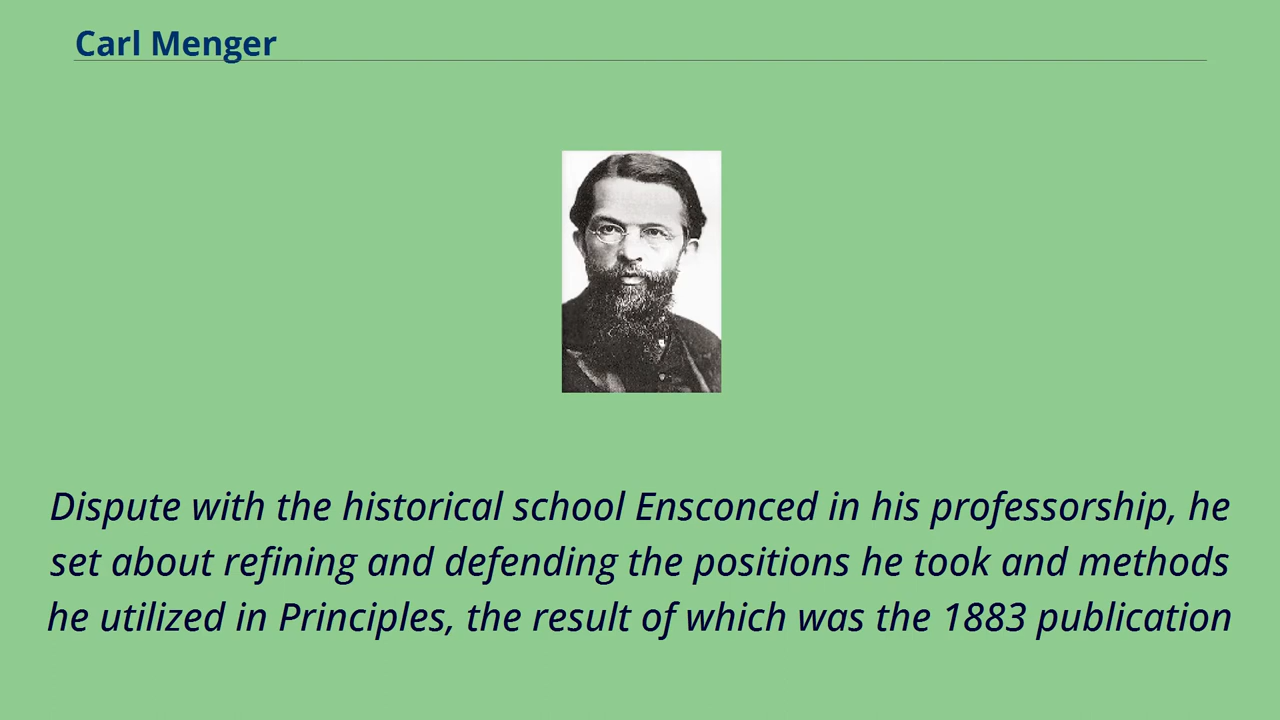 Carl Menger
Dispute with the historical school Ensconced in his professorship, he
set about refining and defending the positions he took and methods
he utilized in Principles, the result of which was the 1883 publication